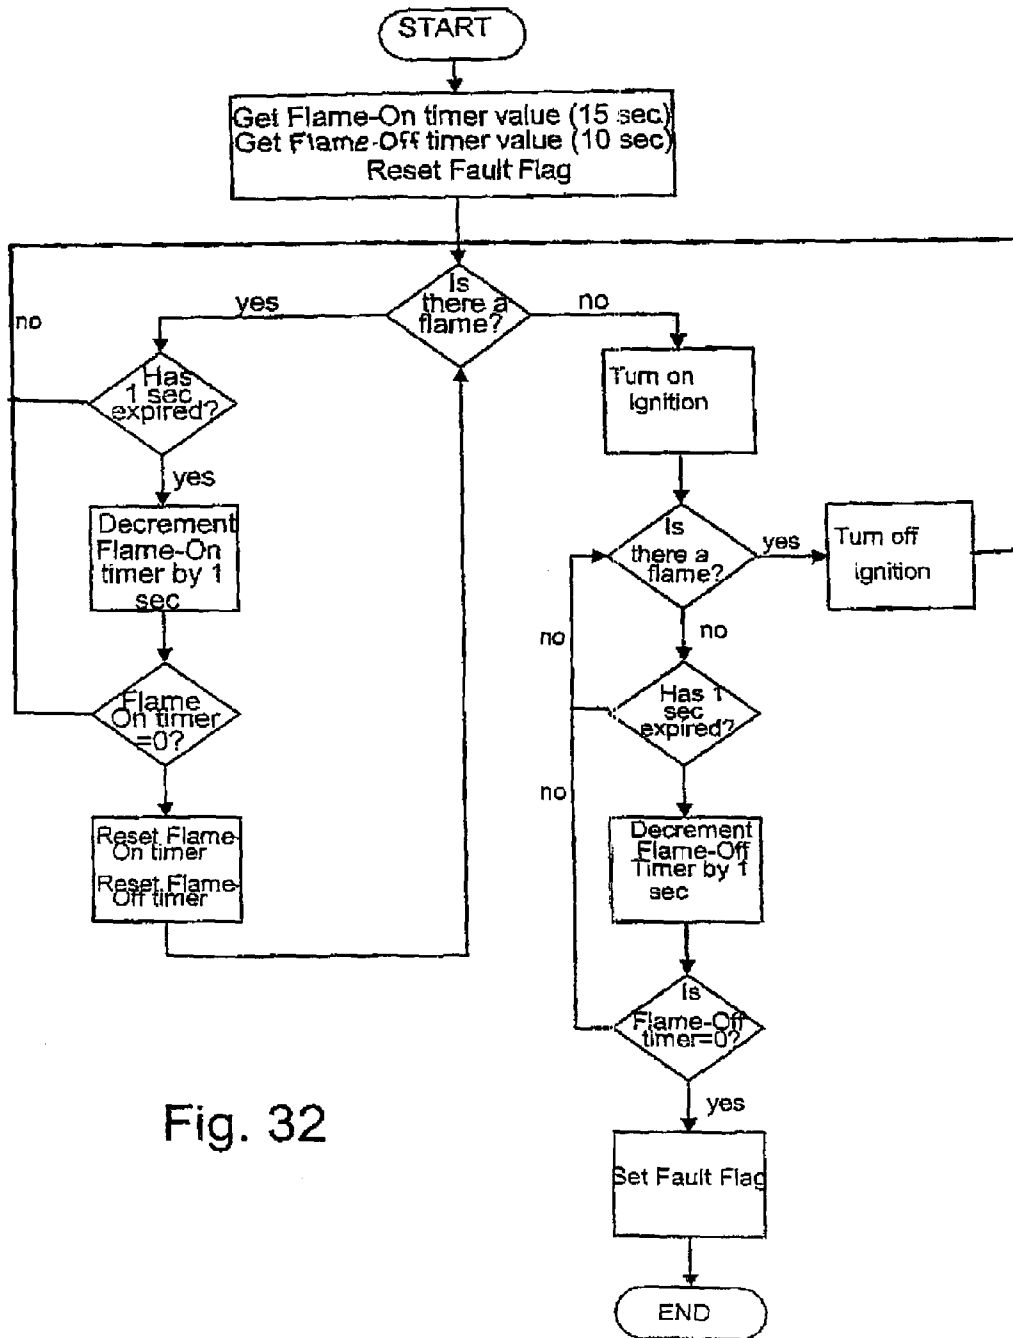 START
Get Flame-On timer value (15 sec)
Get Flame-Off timer value (10 sec)
Reset Fault Flag
Is
there a
flame?
yes
no
no
Has
1 sec
expired?
yes
Decrement
Flame-On
timer by 1
sec
Flame
On timer
=0?
Reset Flame-
On timer
Reset Flame-
Off timer
Turn on
ignition
Is
there a
flame?
yes
Turn off
ignition
no
no
Has 1
sec
expired?
no
Decrement
Flame-Off
Timer by 1
sec
Is
Flame-Off
timer=0?
yes
Set Fault Flag
END
Fig. 32